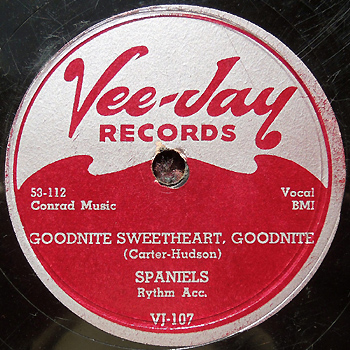 Vee-Jay
RECORDS
53-112
Conrad Music
Vocal
BMI
GOODNITE SWEETHEART, GOODNITE
(Carter-Hudson)
SPANIELS
Rythm Acc.
VJ-107